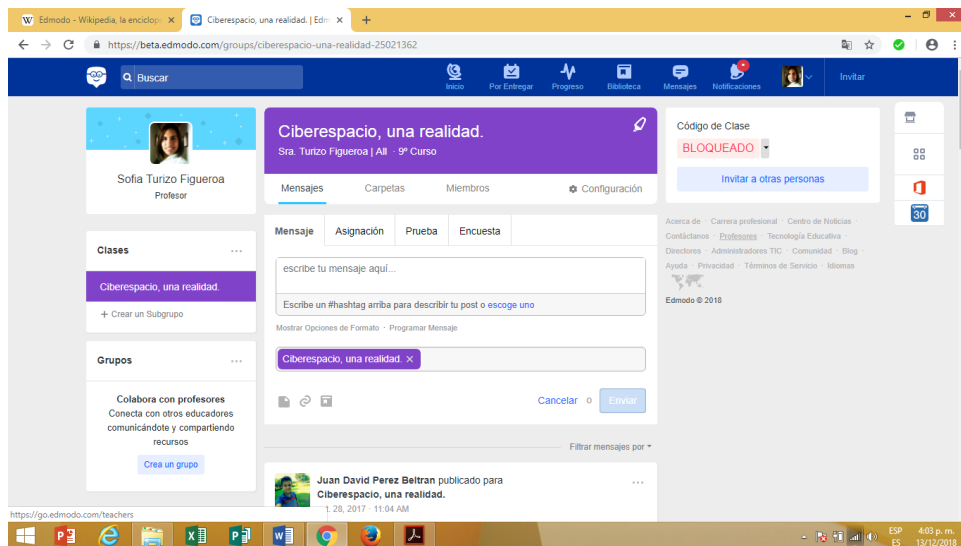 Edmodo - Wikipedia, la enciclop
Ciberespacio, una realidad. | Edm
https://beta.edmodo.com/groups/ciberespacio-una-realidad-25021362
Buscar
Inicio
Por Entregar
Progreso
Biblioteca
Mensajes
Notificaciones
Invitar
Sofia Turizo Figueroa
Profesor
Clases
Ciberespacio, una realidad.
+ Crear un Subgrupo
Grupos
Colabora con profesores
Conecta con otros educadores
comunicándote y compartiendo
recursos
Crea un grupo
Ciberespacio, una realidad.
Sra. Turizo Figueroa | All · 9º Curso
Mensajes
Carpetas
Miembros
Configuración
Mensaje
Asignación
Prueba
Encuesta
escribe tu mensaje aquí...
Escribe un #hashtag arriba para describir tu post o escoge uno
Mostrar Opciones de Formato · Programar Mensaje
Ciberespacio, una realidad. ×
Cancelar o Enviar
Filtrar mensajes por
Juan David Perez Beltran publicado para
Ciberespacio, una realidad.
28, 2017 · 11:04 AM
Código de Clase
BLOQUEADO
Invitar a otras personas
Acerca de · Carrera profesional · Centro de Noticias ·
Contáctanos · Profesores · Tecnología Educativa ·
Directores · Administradores TIC · Comunidad · Blog ·
Ayuda · Privacidad · Términos de Servicio · Idiomas
Edmodo © 2018
30
https://go.edmodo.com/teachers
ESP
ES
4:03 p. m.
13/12/2018